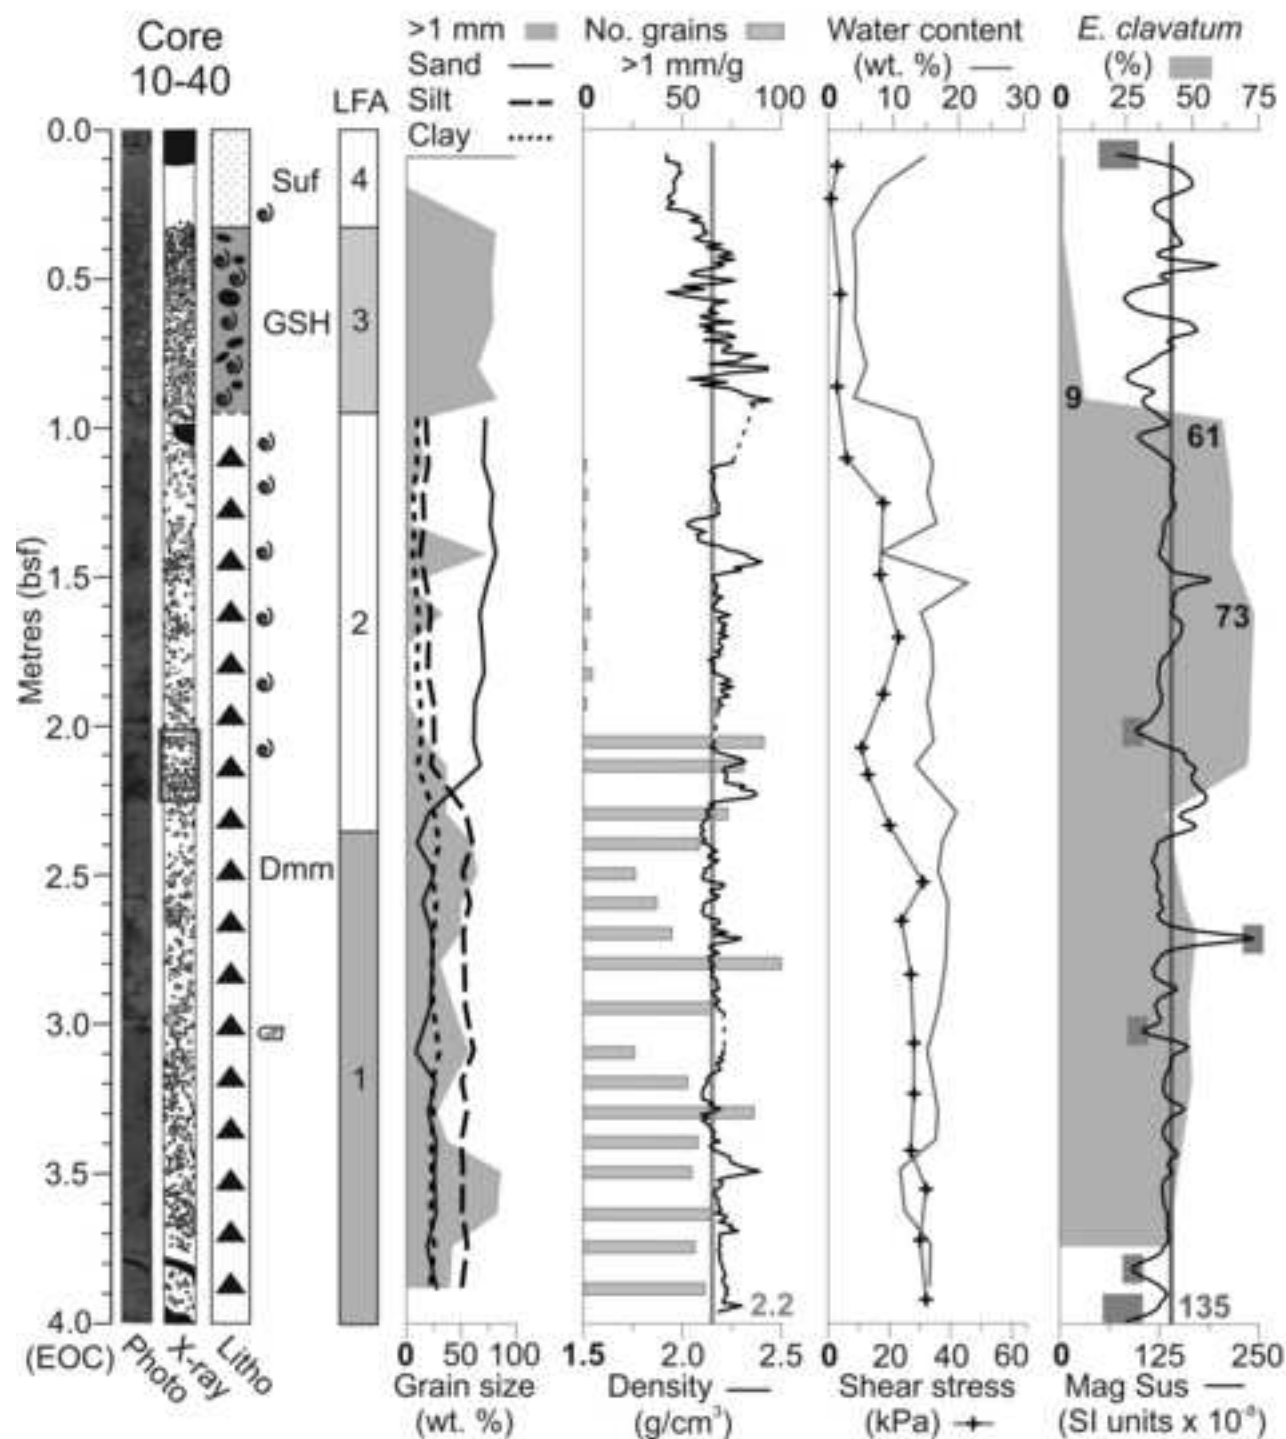 Core
10-40
LFA
>1 mm
Sand
Silt
Clay
No. grains
>1 mm/g
0 50 100
Water content
(wt. %)
0 10 20 30
E. clavatum
(%)
0 25 50 75
Metres (bsf)
0.0
0.5
1.0
1.5
2.0
2.5
3.0
3.5
4.0
(EOC)
Suf
GSH
Dmm
4
3
2
1
9
61
73
2.2
135
Photo
X-ray
Litho
0 50 100
Grain size
(wt. %)
1.5 2.0 2.5
Density
(g/cm³)
0 20 40 60
Shear stress
(kPa)
0 125 250
Mag Sus
(SI units x 10⁻⁸)